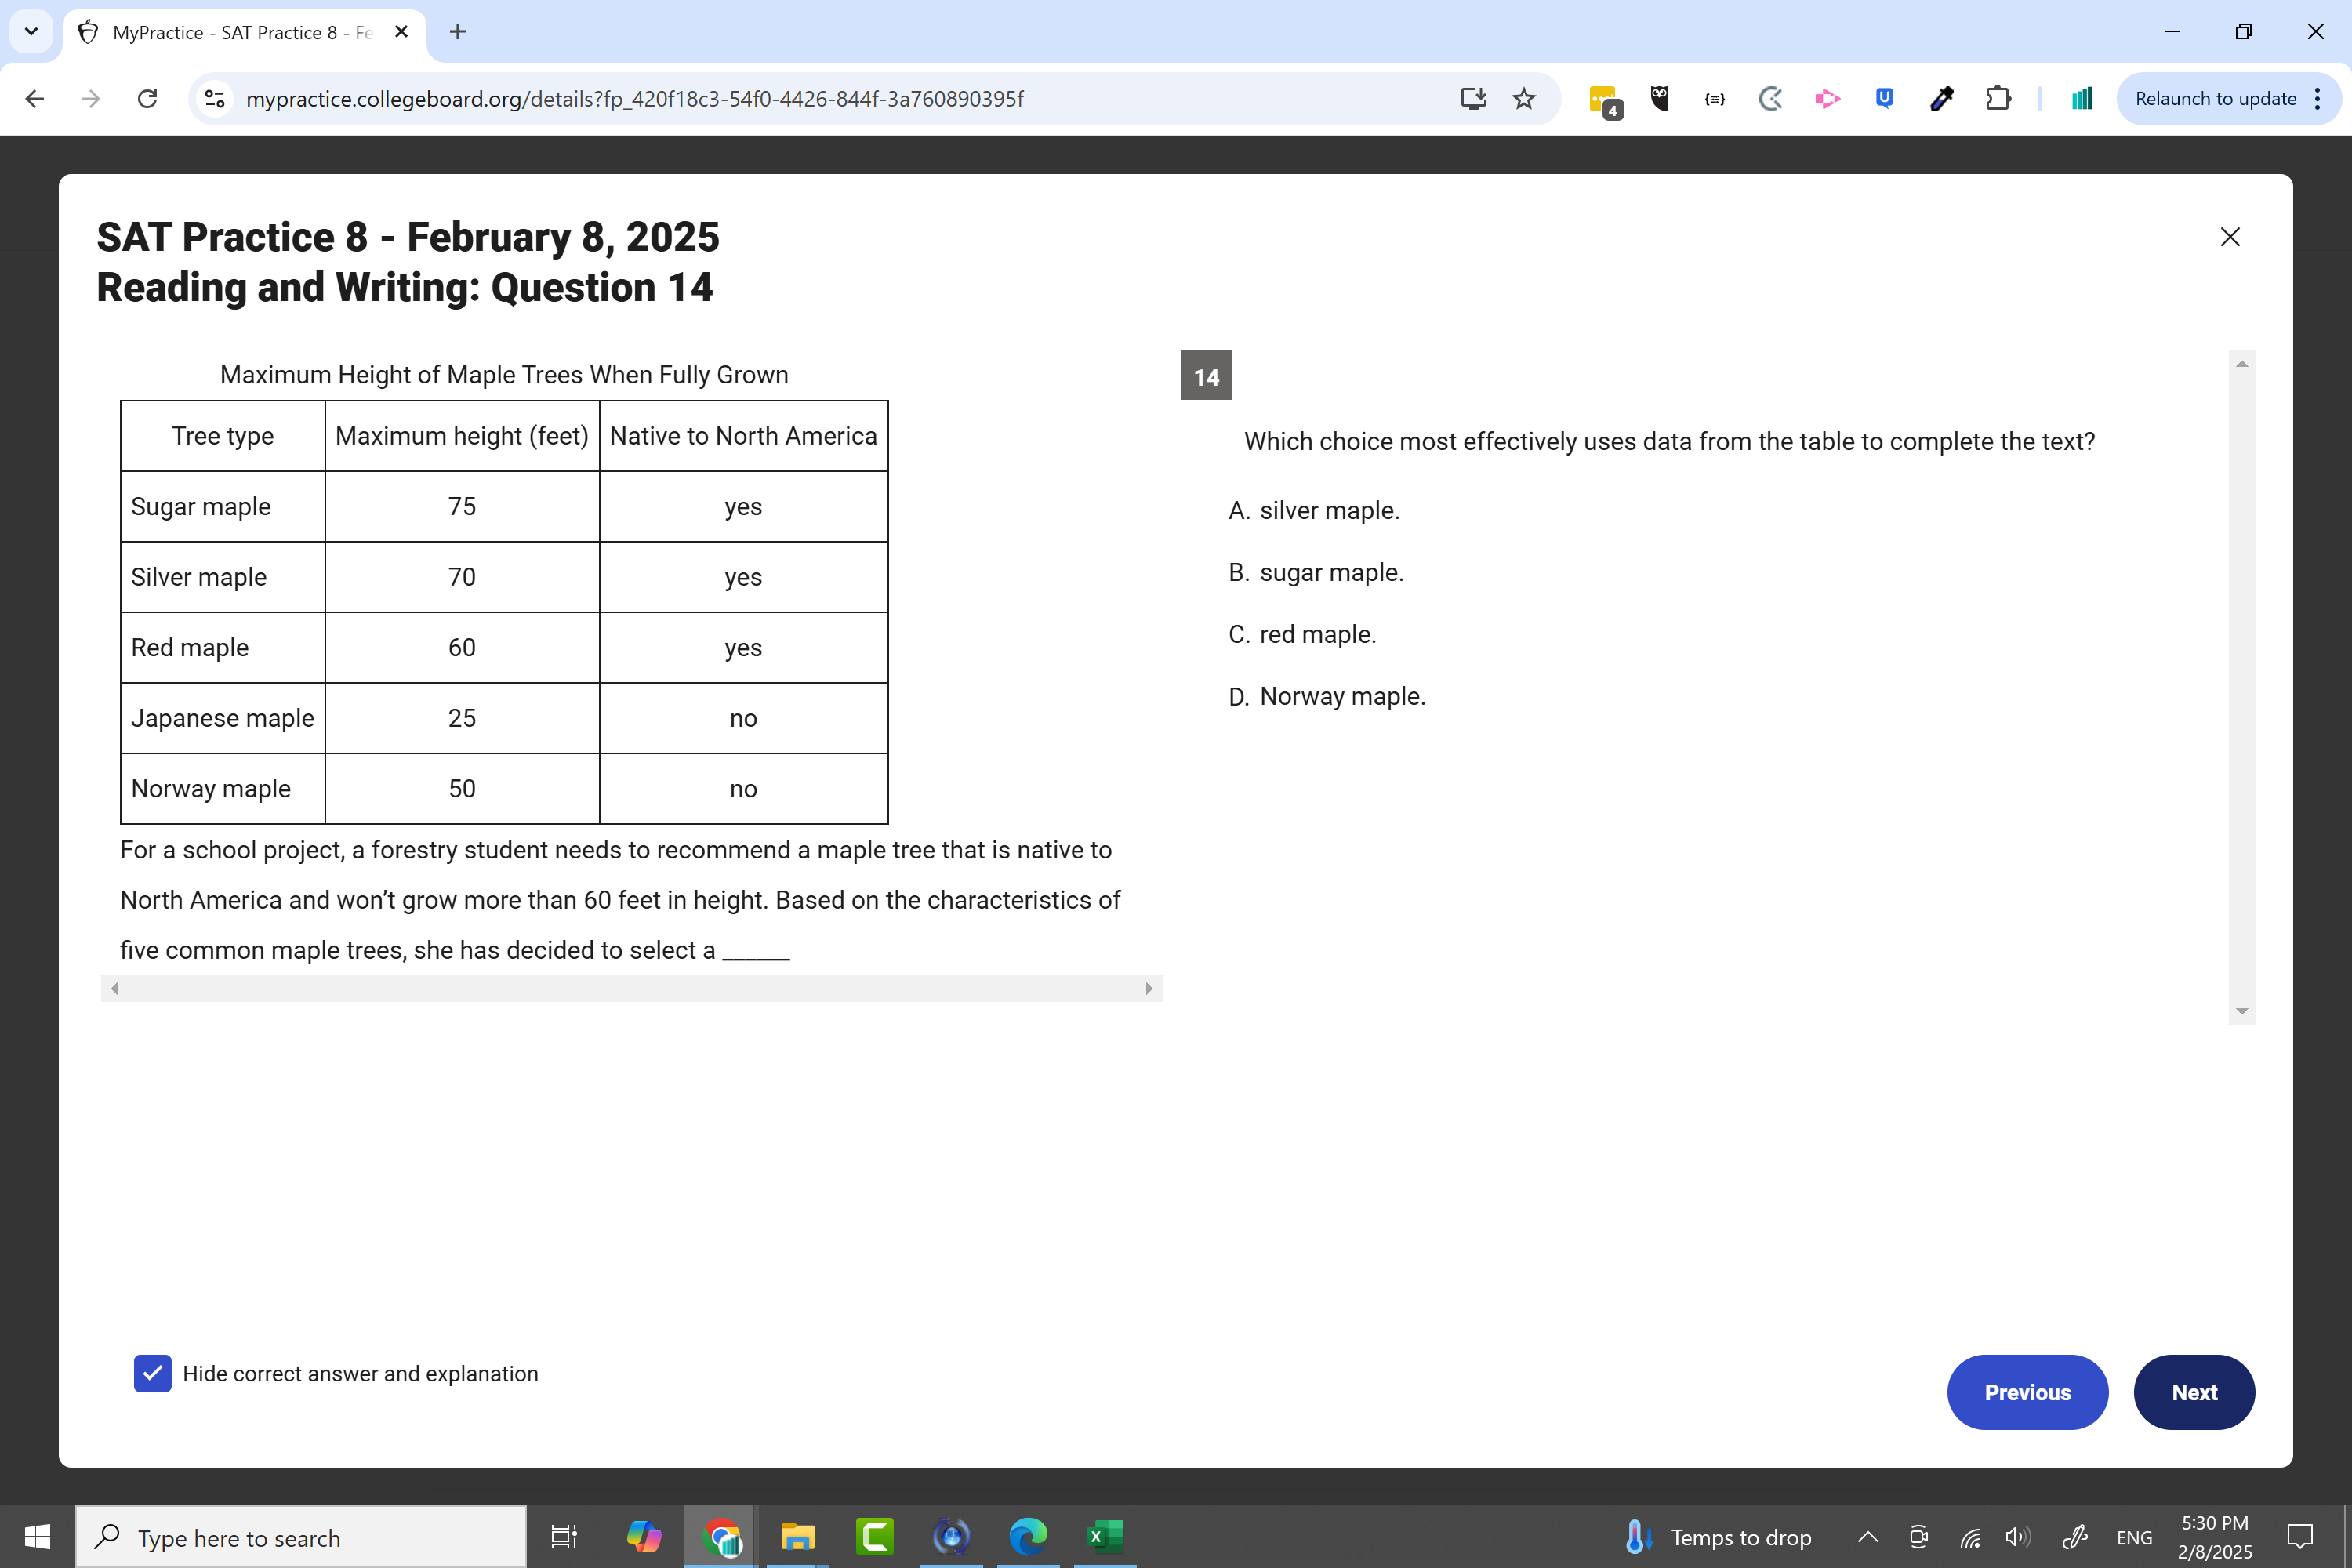 MyPractice - SAT Practice 8 - Fe
mypractice.collegeboard.org/details?fp_420f18c3-54f0-4426-844f-3a760890395f
4
Relaunch to update
SAT Practice 8 - February 8, 2025
Reading and Writing: Question 14
Maximum Height of Maple Trees When Fully Grown
Tree type Maximum height (feet) Native to North America
Sugar maple 75 yes
Silver maple 70 yes
Red maple 60 yes
Japanese maple 25 no
Norway maple 50 no
For a school project, a forestry student needs to recommend a maple tree that is native to
North America and won’t grow more than 60 feet in height. Based on the characteristics of
five common maple trees, she has decided to select a ______
14
Which choice most effectively uses data from the table to complete the text?
A. silver maple.
B. sugar maple.
C. red maple.
D. Norway maple.
Hide correct answer and explanation
Previous
Next
Type here to search
Temps to drop
ENG
5:30 PM
2/8/2025